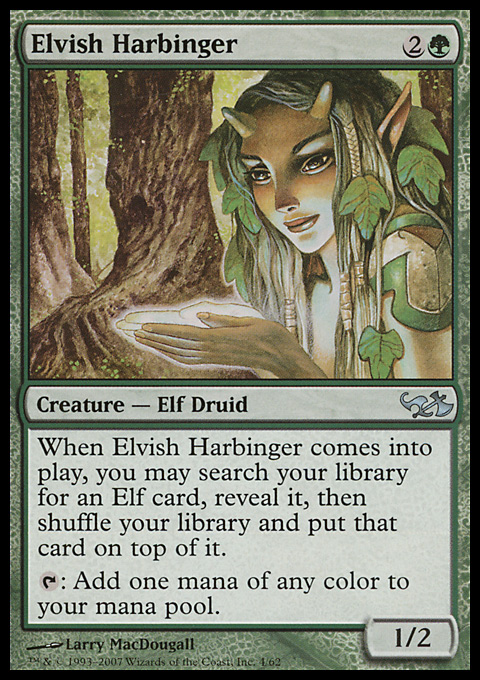 Elvish Harbinger 2
Creature — Elf Druid
When Elvish Harbinger comes into
play, you may search your library
for an Elf card, reveal it, then
shuffle your library and put that
card on top of it.
: Add one mana of any color to
your mana pool.
Larry MacDougall
1/2
™ & © 1993–2007 Wizards of the Coast, Inc. 4/62